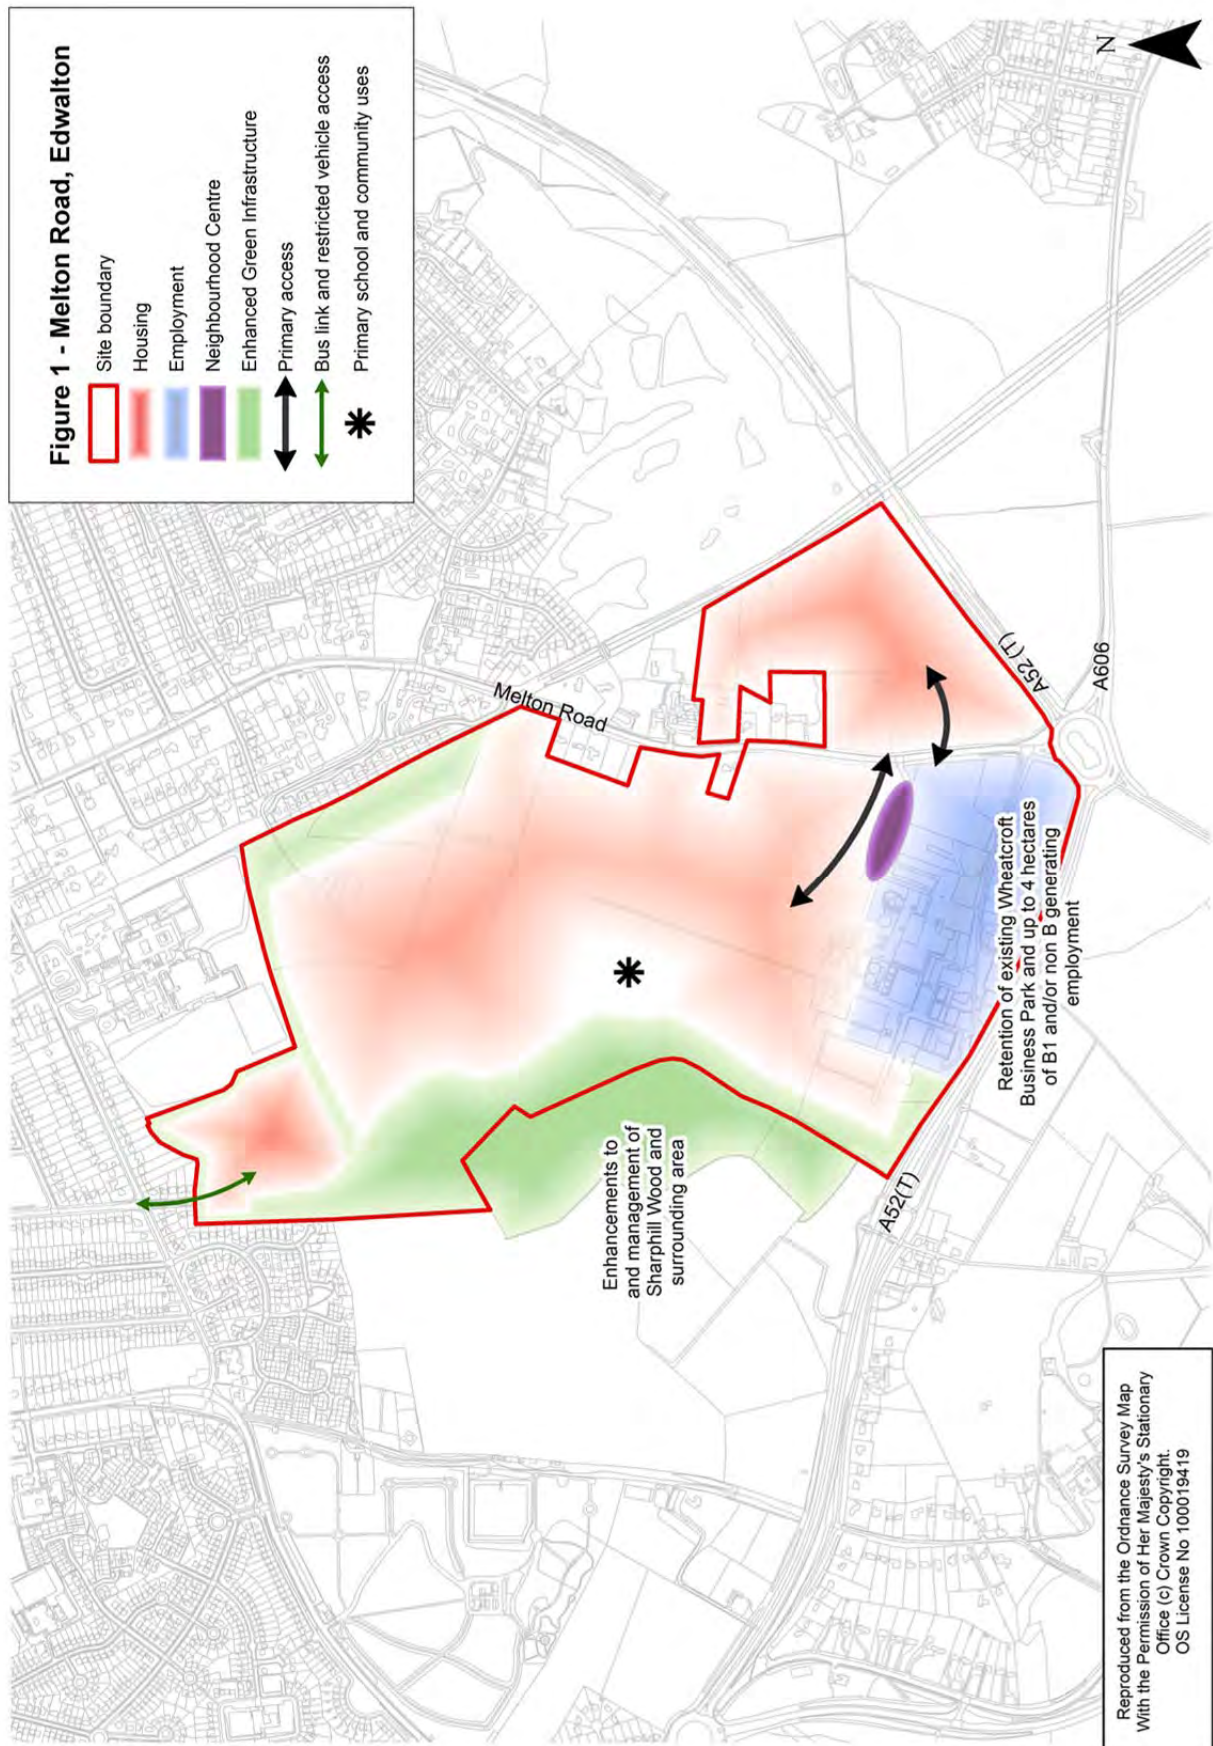 Figure 1 - Melton Road, Edwalton
Site boundary
Housing
Employment
Neighbourhood Centre
Enhanced Green Infrastructure
Primary access
Bus link and restricted vehicle access
Primary school and community uses
N
Melton Road
A52 (T)
A606
Retention of existing Wheatcroft
Business Park and up to 4 hectares
of B1 and/or non B generating
employment
Enhancements to
and management of
Sharphill Wood and
surrounding area
A52(T)
Reproduced from the Ordnance Survey Map
With the Permission of Her Majesty's Stationary
Office (c) Crown Copyright.
OS License No 100019419